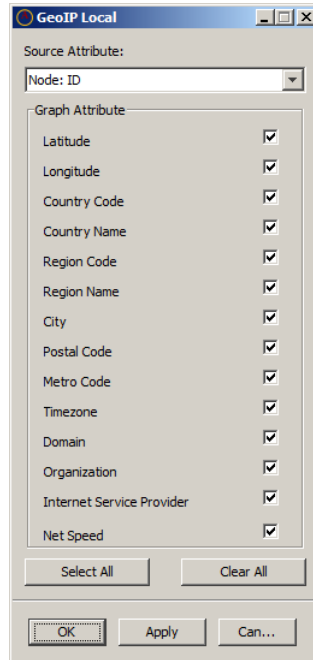 GeoIP Local
Source Attribute:
Node: ID
Graph Attribute
Latitude
Longitude
Country Code
Country Name
Region Code
Region Name
City
Postal Code
Metro Code
Timezone
Domain
Organization
Internet Service Provider
Net Speed
Select All Clear All
OK Apply Can...